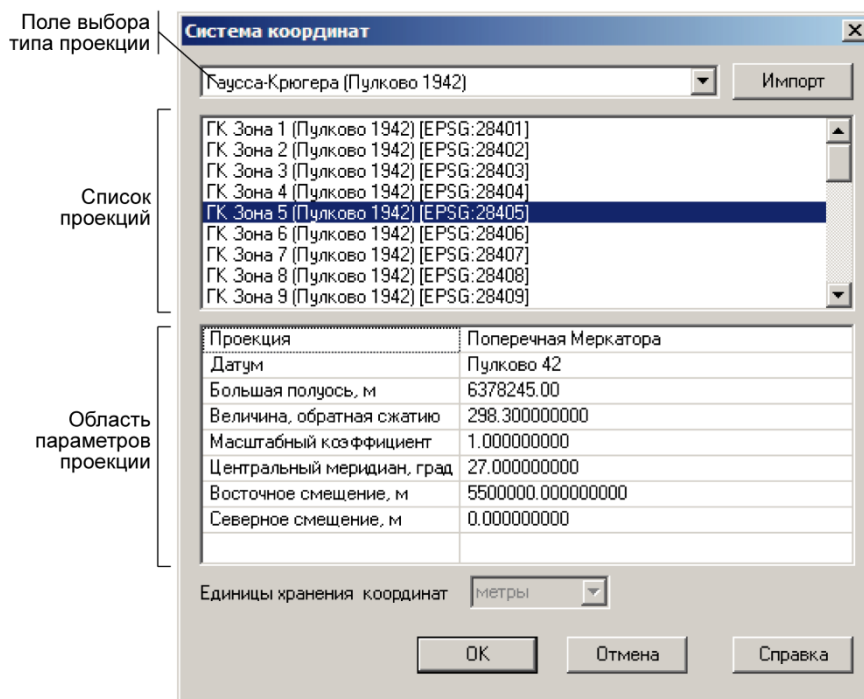 Поле выбора
типа проекции
Система координат
Гаусса-Крюгера (Пулково 1942)
Импорт
Список
проекций
ГК Зона 1 (Пулково 1942) [EPSG:28401]
ГК Зона 2 (Пулково 1942) [EPSG:28402]
ГК Зона 3 (Пулково 1942) [EPSG:28403]
ГК Зона 4 (Пулково 1942) [EPSG:28404]
ГК Зона 5 (Пулково 1942) [EPSG:28405]
ГК Зона 6 (Пулково 1942) [EPSG:28406]
ГК Зона 7 (Пулково 1942) [EPSG:28407]
ГК Зона 8 (Пулково 1942) [EPSG:28408]
ГК Зона 9 (Пулково 1942) [EPSG:28409]
Область
параметров
проекции
Проекция Поперечная Меркатора
Датум Пулково 42
Большая полуось, м 6378245.00
Величина, обратная сжатию 298.300000000
Масштабный коэффициент 1.000000000
Центральный меридиан, град 27.000000000
Восточное смещение, м 5500000.000000000
Северное смещение, м 0.000000000
Единицы хранения координат метры
OK Отмена Справка